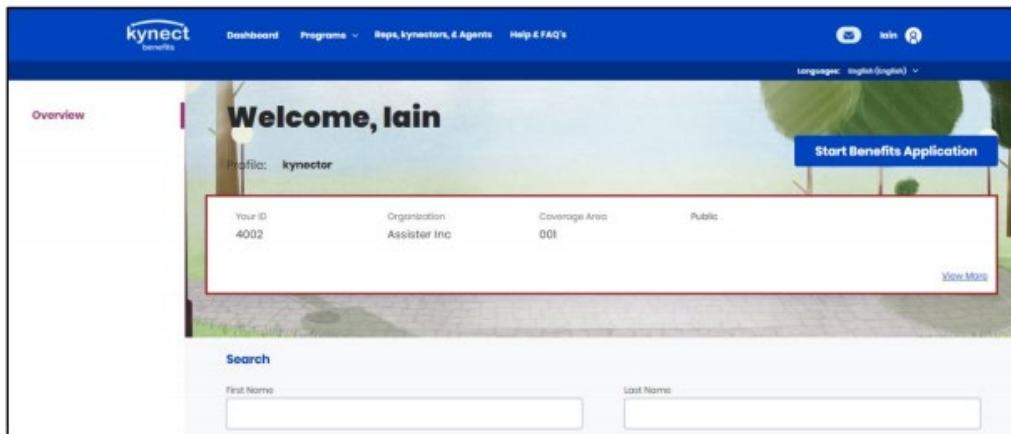 kynect
benefits
Dashboard Programs Reps, kynectors, & Agents Help & FAQ's Iain
Languages: English (English)
Overview
Welcome, Iain
Profile: kynector
Start Benefits Application
Your ID Organization Coverage Area Public
4002 Assister Inc 001
View More
Search
First Name Last Name